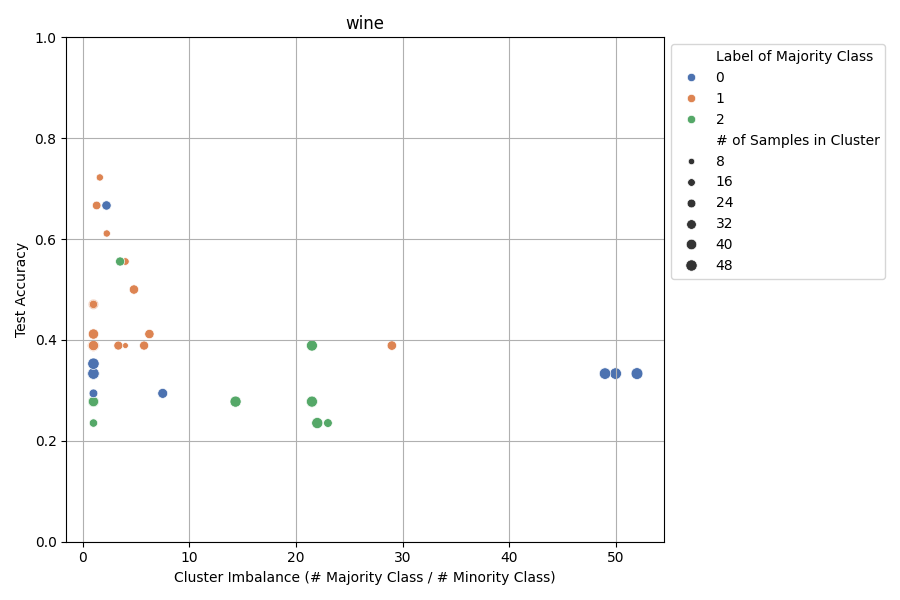 wine
1.0
0.8
0.6
0.4
0.2
0.0
Test Accuracy
0 10 20 30 40 50
Cluster Imbalance (# Majority Class / # Minority Class)
Label of Majority Class
0
1
2
# of Samples in Cluster
8
16
24
32
40
48